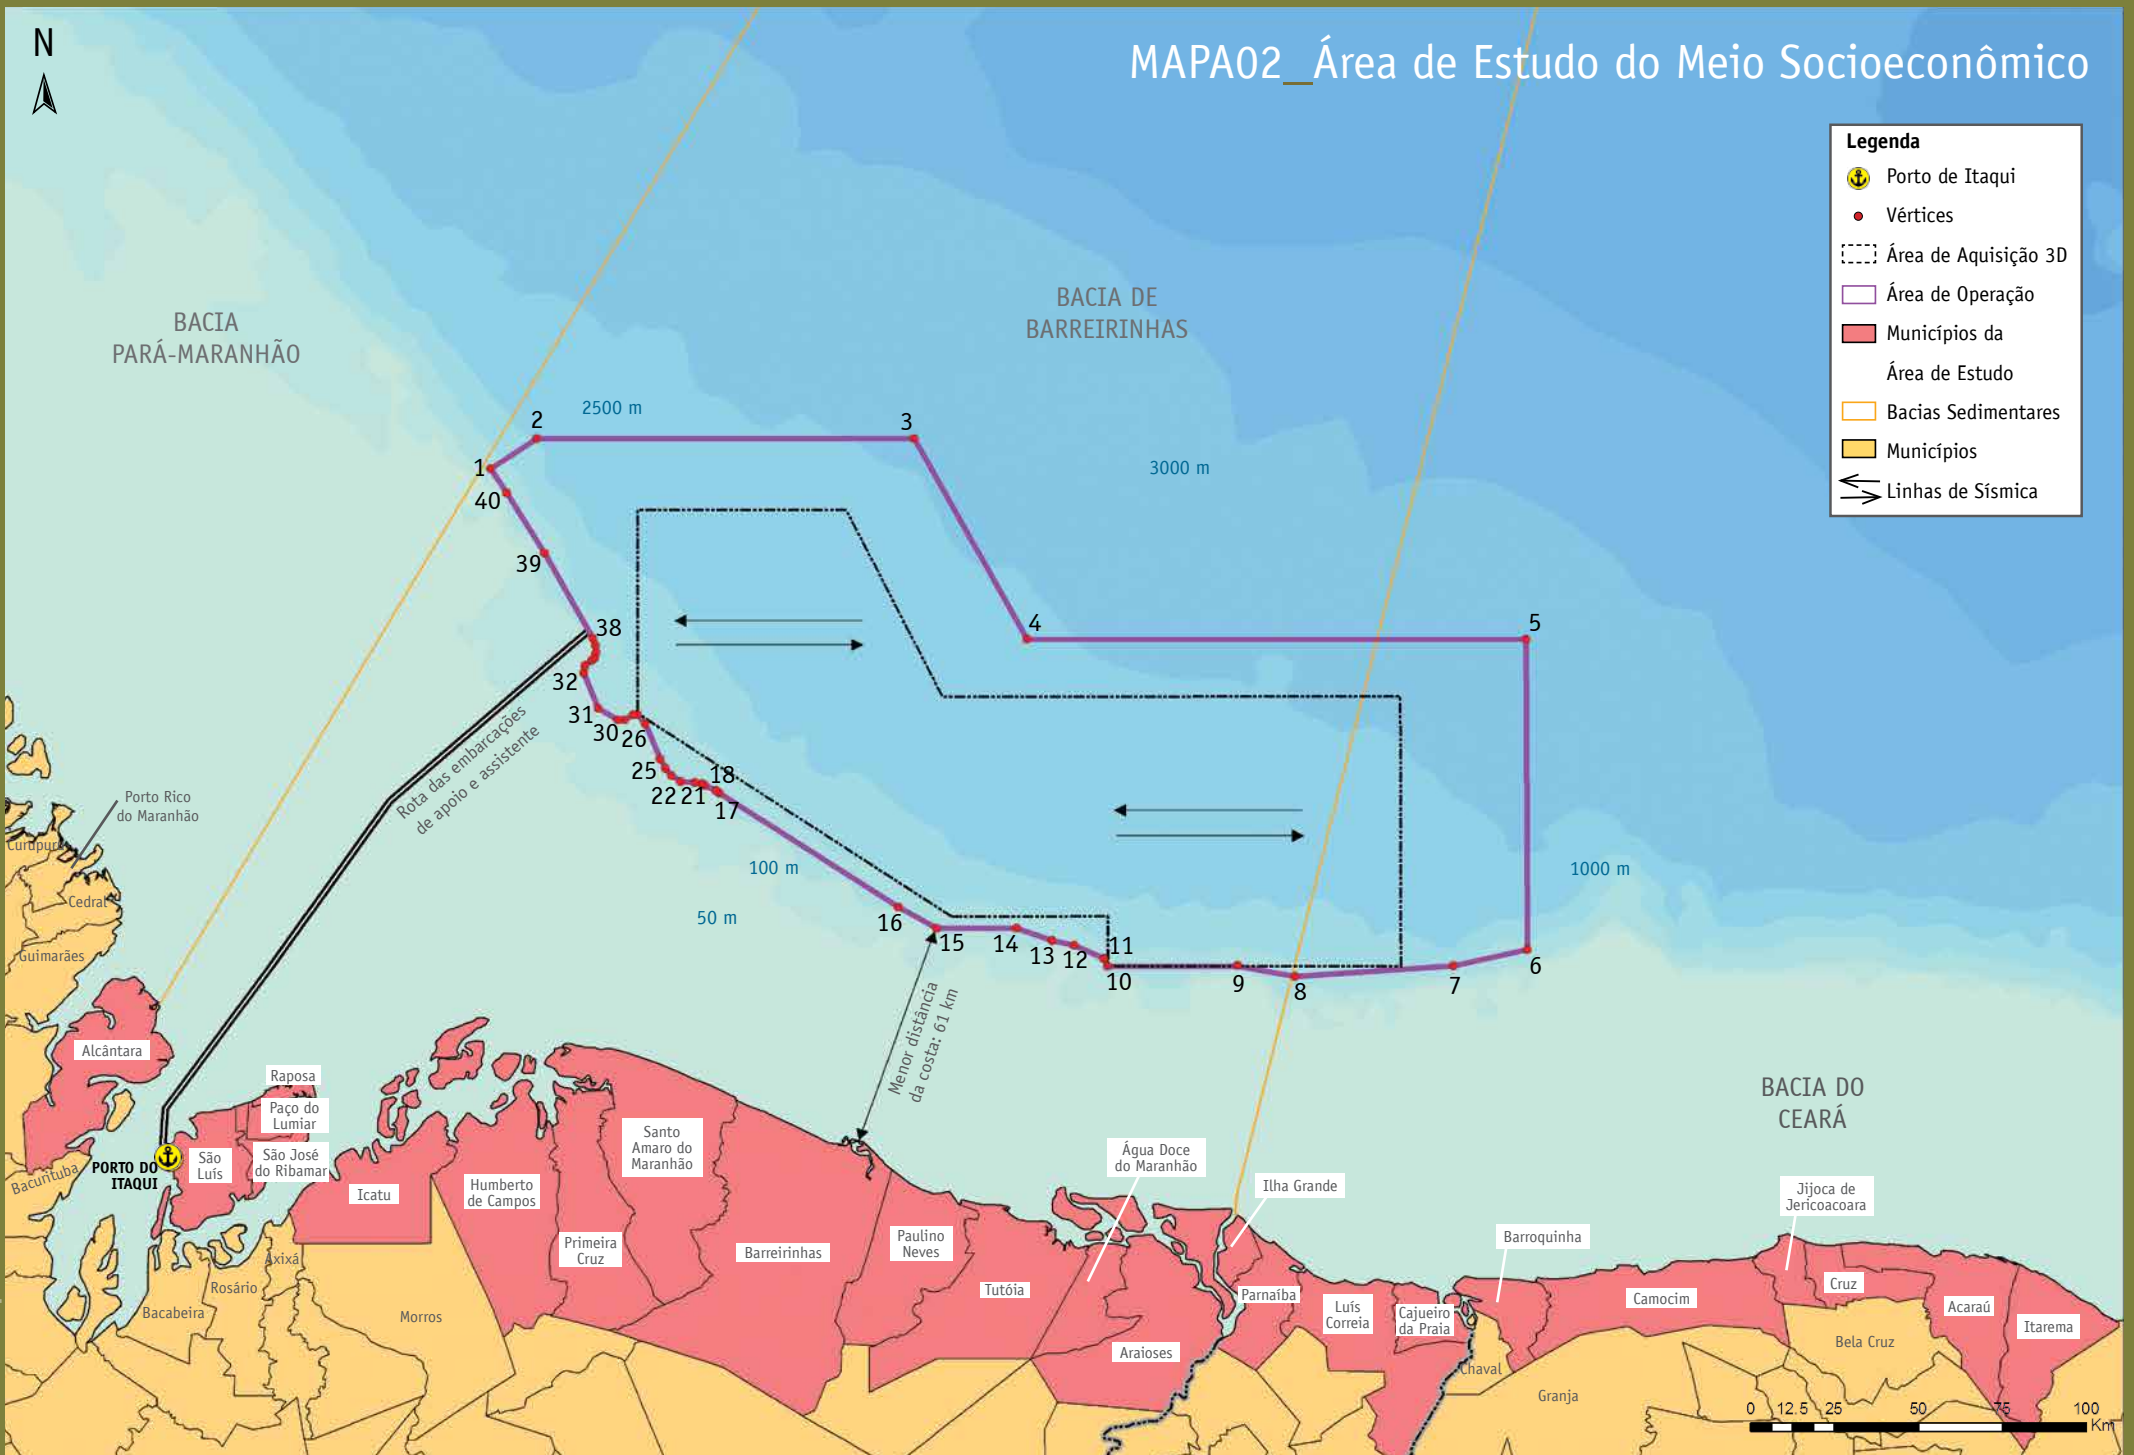 N
MAPA02_Área de Estudo do Meio Socioeconômico
Legenda
Porto de Itaqui
Vértices
Área de Aquisição 3D
Área de Operação
Municípios da
Área de Estudo
Bacias Sedimentares
Municípios
Linhas de Sísmica
BACIA
PARÁ-MARANHÃO
BACIA DE
BARREIRINHAS
2500 m
3000 m
2
3
1
40
39
38
4
5
32
31
30
26
25
22
21
18
17
Rota das embarcações
de apoio e assistente
100 m
50 m
1000 m
16
15
14
13
12
11
10
9
8
7
6
Menor distância
da costa: 61 km
Porto Rico
do Maranhão
Cururupu
Cedral
Guimarães
Alcântara
Raposa
Paço do
Lumiar
São José
do Ribamar
São
Luís
PORTO DO
ITAQUI
Bacurituba
Icatu
Humberto
de Campos
Santo
Amaro do
Maranhão
Primeira
Cruz
Barreirinhas
Paulino
Neves
Tutóia
Água Doce
do Maranhão
Araioses
Ilha Grande
Parnaíba
Luís
Correia
Cajueiro
da Praia
Barroquinha
BACIA DO
CEARÁ
Jijoca de
Jericoacoara
Camocim
Cruz
Acaraú
Itarema
Bela Cruz
Chaval
Granja
Axixá
Rosário
Bacabeira
Morros
0 12.5 25 50 75 100
Km